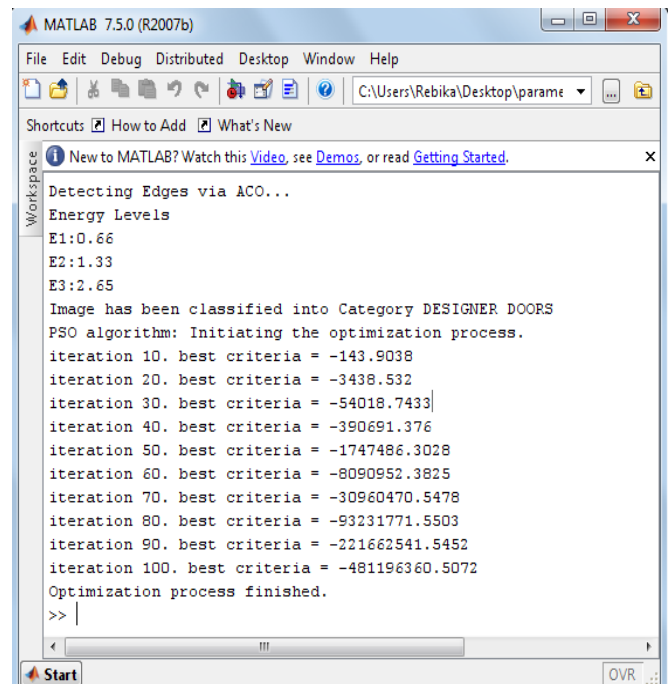 MATLAB 7.5.0 (R2007b)
File Edit Debug Distributed Desktop Window Help
C:\Users\Rebika\Desktop\parame
Shortcuts How to Add What's New
New to MATLAB? Watch this Video, see Demos, or read Getting Started.
Workspace
Detecting Edges via ACO...
Energy Levels
E1:0.66
E2:1.33
E3:2.65
Image has been classified into Category DESIGNER DOORS
PSO algorithm: Initiating the optimization process.
iteration 10. best criteria = -143.9038
iteration 20. best criteria = -3438.532
iteration 30. best criteria = -54018.7433
iteration 40. best criteria = -390691.376
iteration 50. best criteria = -1747486.3028
iteration 60. best criteria = -8090952.3825
iteration 70. best criteria = -30960470.5478
iteration 80. best criteria = -93231771.5503
iteration 90. best criteria = -221662541.5452
iteration 100. best criteria = -481196360.5072
Optimization process finished.
>>
Start OVR